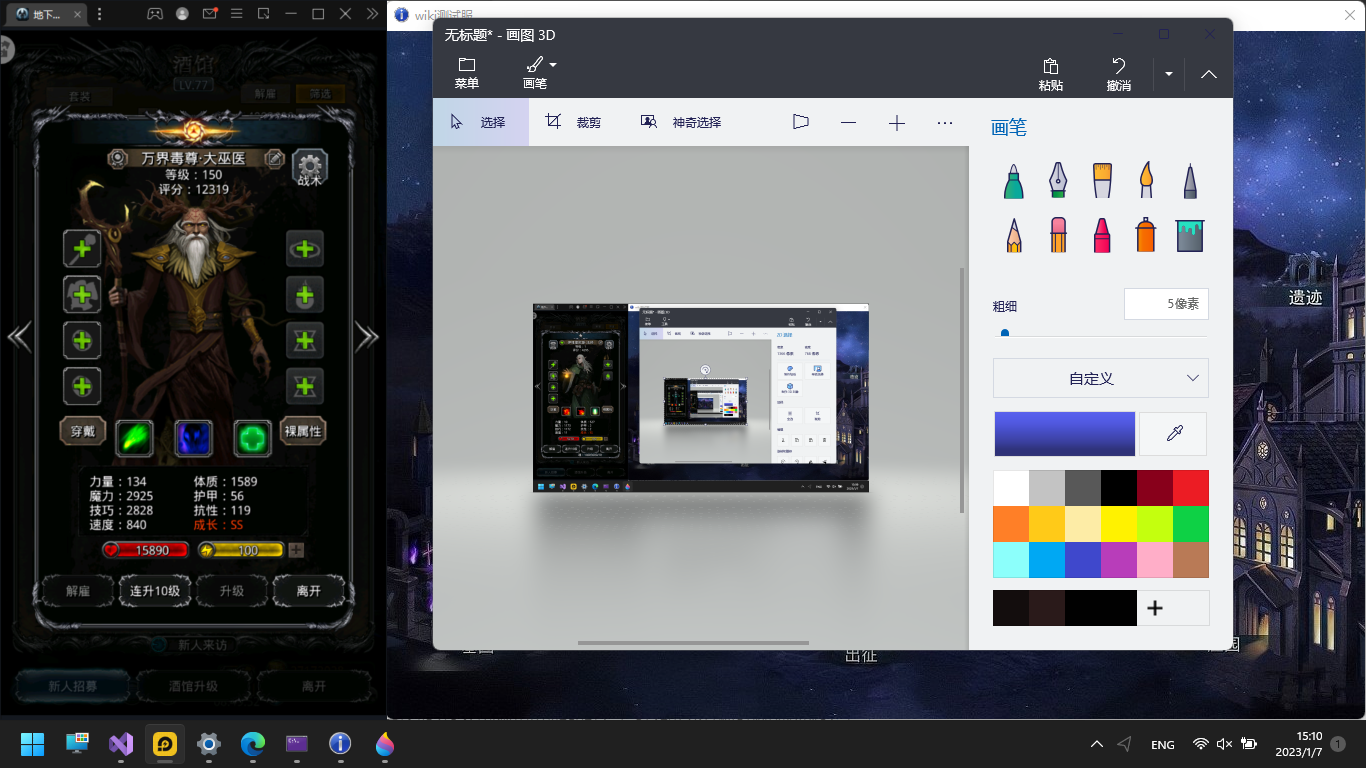 地下...
wiki测试服
酒馆
LV.77
套装
解雇
筛选
万界毒尊·大巫医
等级：150
评分：12319
战术
穿戴
裸属性
力量：134
体质：1589
魔力：2925
护甲：56
技巧：2828
抗性：119
速度：840
成长：SS
15890
100
解雇
连升10级
升级
离开
新人来访
新人招募
酒馆升级
离开
无标题* - 画图 3D
菜单
画笔
粘贴
撤消
选择
裁剪
神奇选择
画笔
粗细
5像素
自定义
遗迹
出征
ENG
15:10
2023/1/7
1